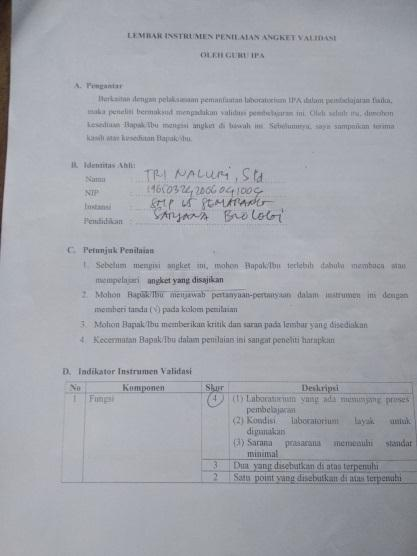 LEMBAR INSTRUMEN PENILAIAN ANGKET VALIDASI
OLEH GURU IPA
A. Pengantar
Berkaitan dengan pelaksanaan pemanfaatan laboratorium IPA dalam pembelajaran fisika,
maka peneliti bermaksud mengadakan validasi pembelajaran ini. Oleh sebab itu, dimohon
kesediaan Bapak/Ibu mengisi angket di bawah ini. Sebelumnya, saya sampaikan terima
kasih atas kesediaan Bapak/ibu.
B. Identitas Ahli:
Nama : TRI NALURI, SPd
NIP :
Instansi : SMP 15 SEMARANG
Pendidikan : SARJANA BIOLOGI
C. Petunjuk Penilaian
1. Sebelum mengisi angket ini, mohon Bapak/Ibu terlebih dahulu membaca atau
mempelajari angket yang disajikan
2. Mohon Bapak/Ibu menjawab pertanyaan-pertanyaan dalam instrumen ini dengan
memberi tanda (√) pada kolom penilaian
3. Mohon Bapak/Ibu memberikan kritik dan saran pada lembar yang disediakan
4. Kecermatan Bapak/Ibu dalam penilaian ini sangat peneliti harapkan
D. Indikator Instrumen Validasi
No Komponen Skor Deskripsi
1 Fungsi 4 (1) Laboratorium yang ada menunjang proses
pembelajaran
(2) Kondisi laboratorium layak untuk
digunakan
(3) Sarana prasarana memenuhi standar
minimal
3 Dua yang disebutkan di atas terpenuhi
2 Satu point yang disebutkan di atas terpenuhi